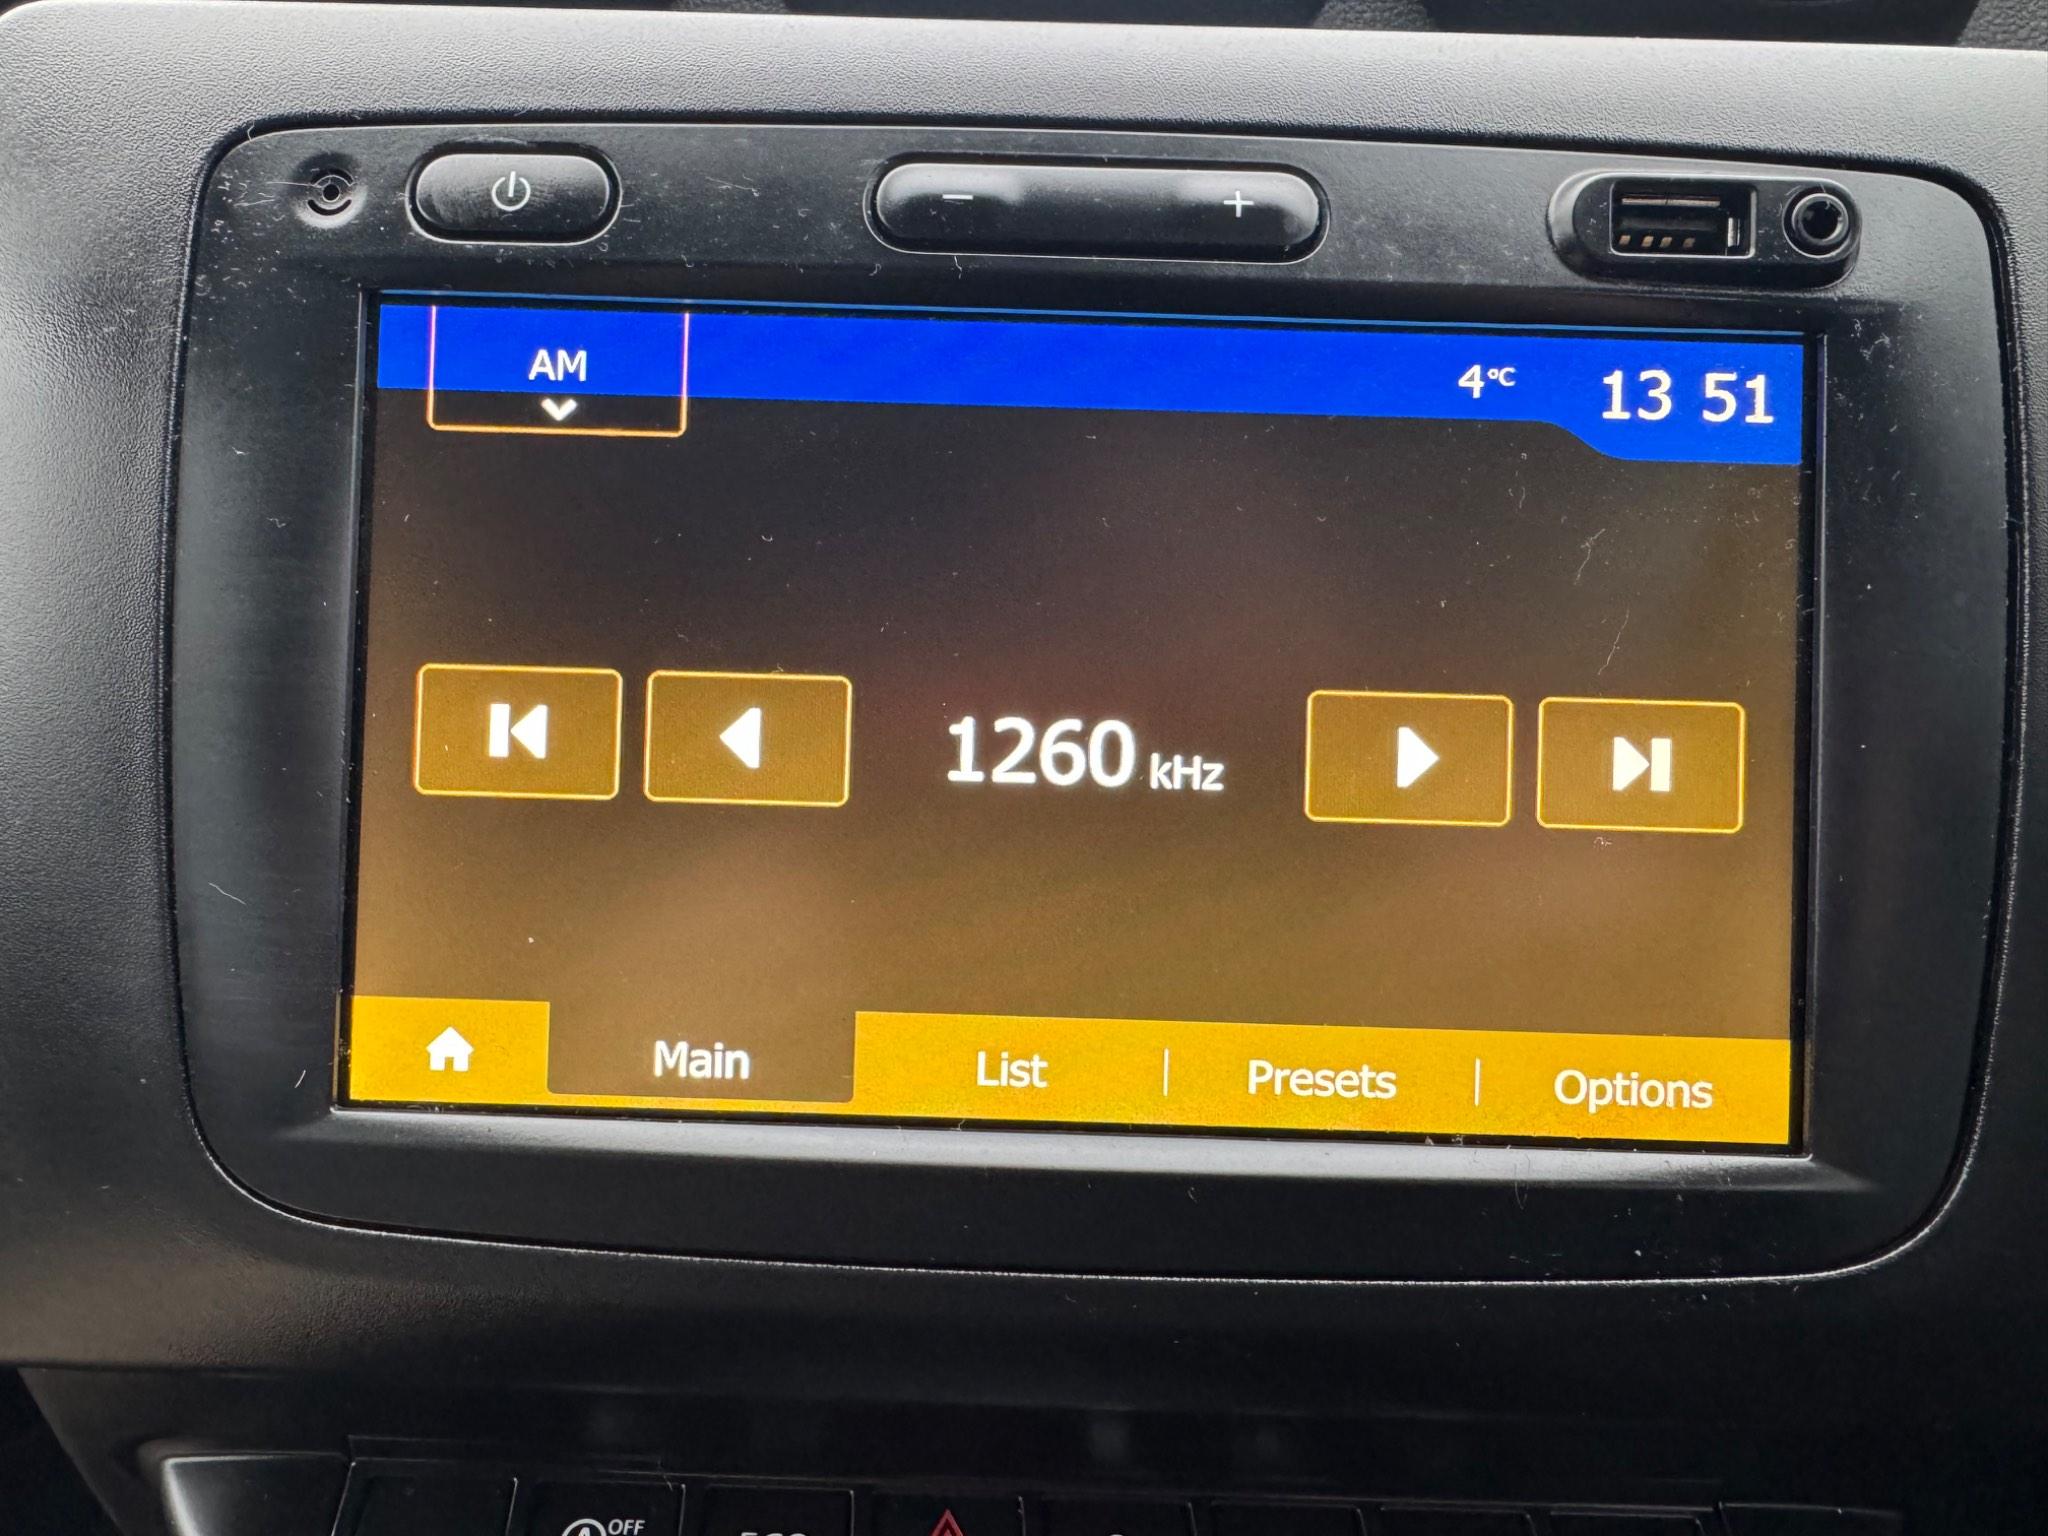 AM
4°C
13 51
1260 kHz
Main
List
Presets
Options
OFF